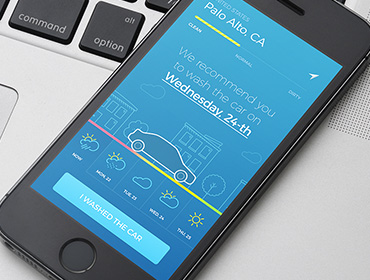 command
alt
option
UNITED STATES
Palo Alto, CA
CLEAN
NORMAL
DIRTY
We recommend you
to wash the car on
Wednesday, 24-th
NOW
MON, 22
TUE, 23
WED, 24
THU, 25
I WASHED THE CAR